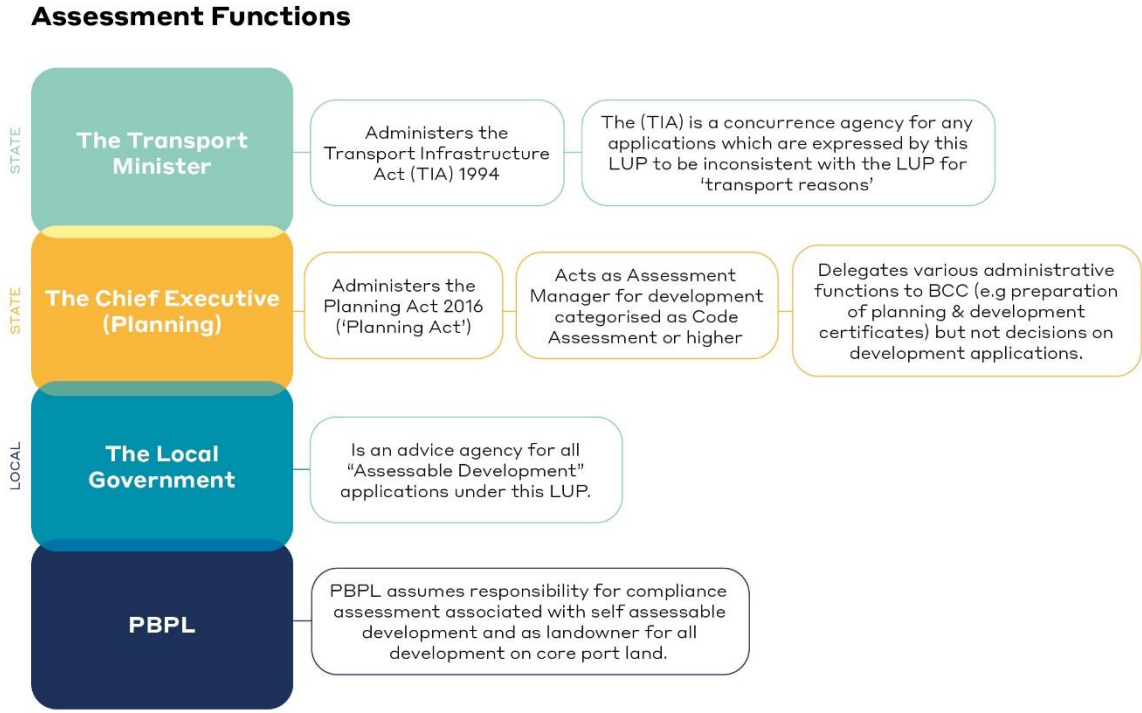 Assessment Functions
STATE
The Transport
Minister
Administers the
Transport Infrastructure
Act (TIA) 1994
The (TIA) is a concurrence agency for any
applications which are expressed by this
LUP to be inconsistent with the LUP for
‘transport reasons’
STATE
The Chief Executive
(Planning)
Administers the
Planning Act 2016
(‘Planning Act’)
Acts as Assessment
Manager for development
categorised as Code
Assessment or higher
Delegates various administrative
functions to BCC (e.g preparation
of planning & development
certificates) but not decisions on
development applications.
LOCAL
The Local
Government
Is an advice agency for all
“Assessable Development”
applications under this LUP.
PBPL
PBPL assumes responsibility for compliance
assessment associated with self assessable
development and as landowner for all
development on core port land.